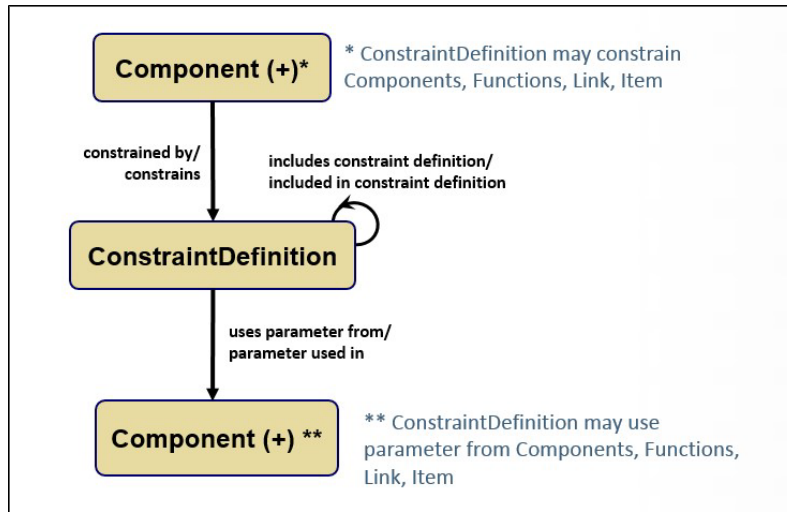 Component (+)*
* ConstraintDefinition may constrain
Components, Functions, Link, Item
constrained by/
constrains
includes constraint definition/
included in constraint definition
ConstraintDefinition
uses parameter from/
parameter used in
Component (+) **
** ConstraintDefinition may use
parameter from Components, Functions,
Link, Item